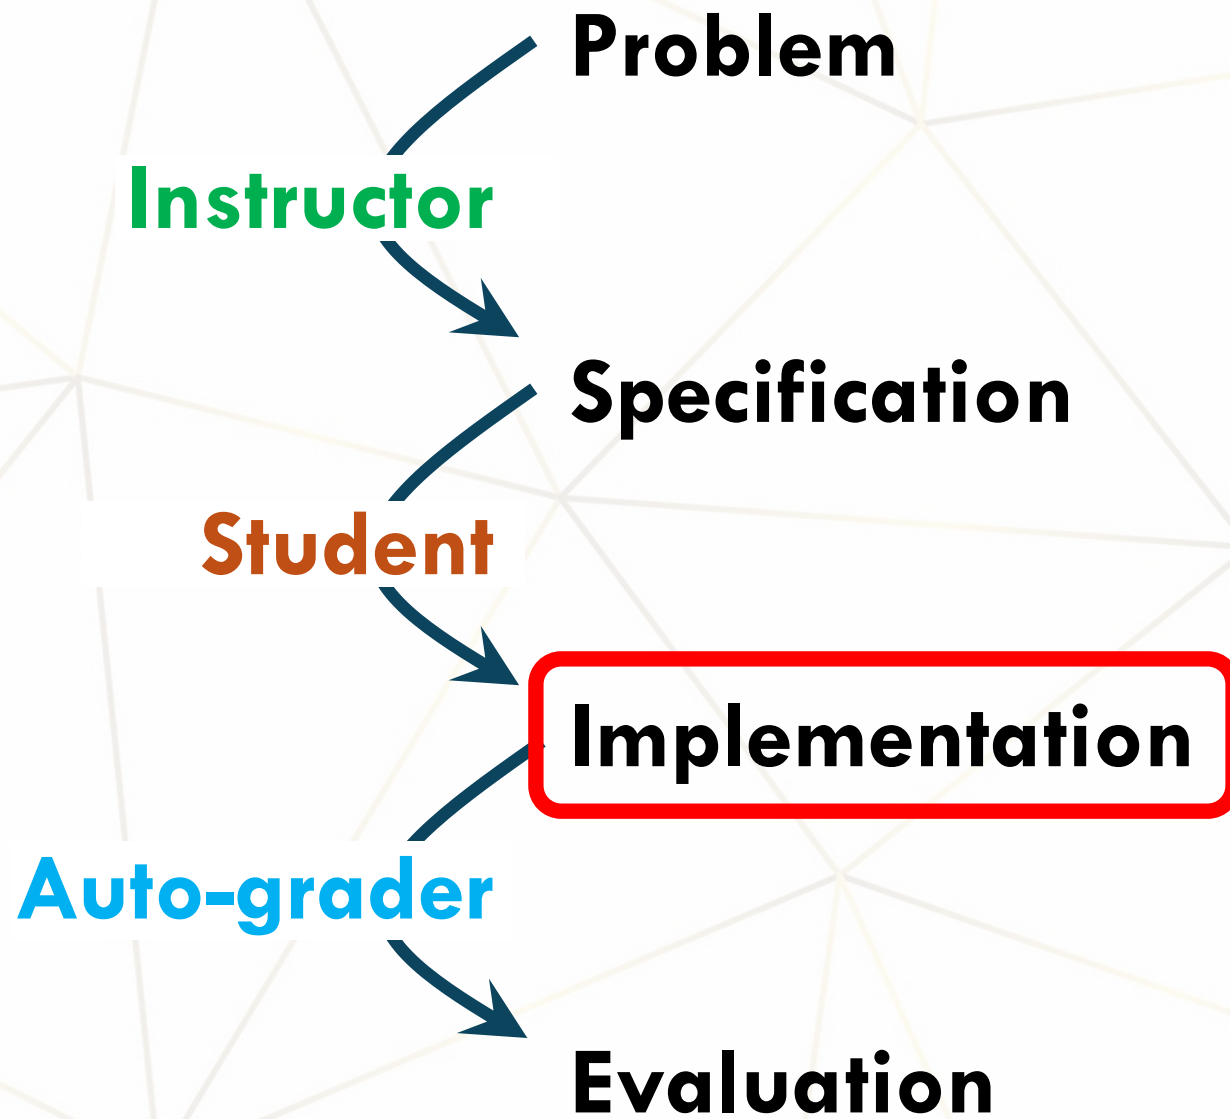 Problem
Instructor
Specification
Student
Implementation
Auto-grader
Evaluation